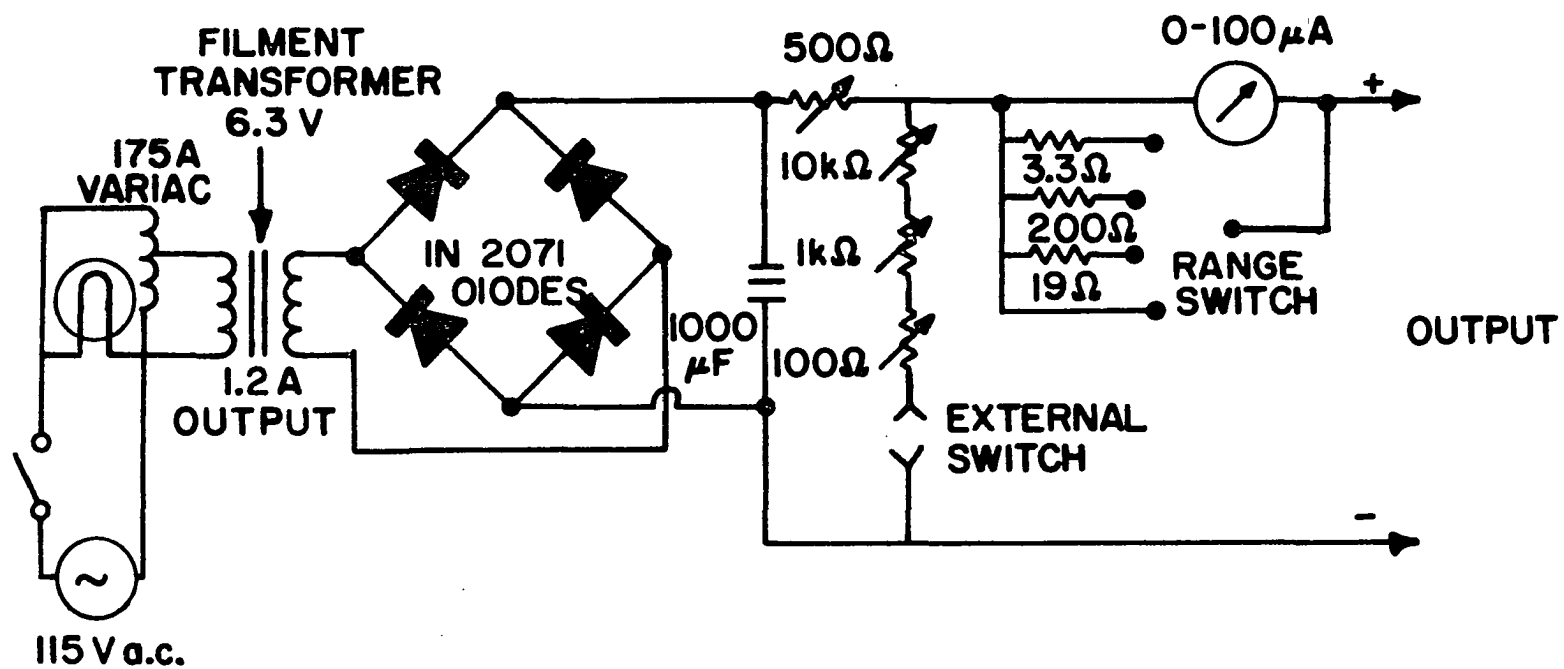 FILMENT
TRANSFORMER
6.3 V
175A
VARIAC
1.2 A
OUTPUT
115 V a.c.
IN 2071
OIODES
1000
μF
500Ω
10kΩ
1kΩ
100Ω
EXTERNAL
SWITCH
0-100μA
3.3Ω
200Ω
19Ω
RANGE
SWITCH
+
OUTPUT
-